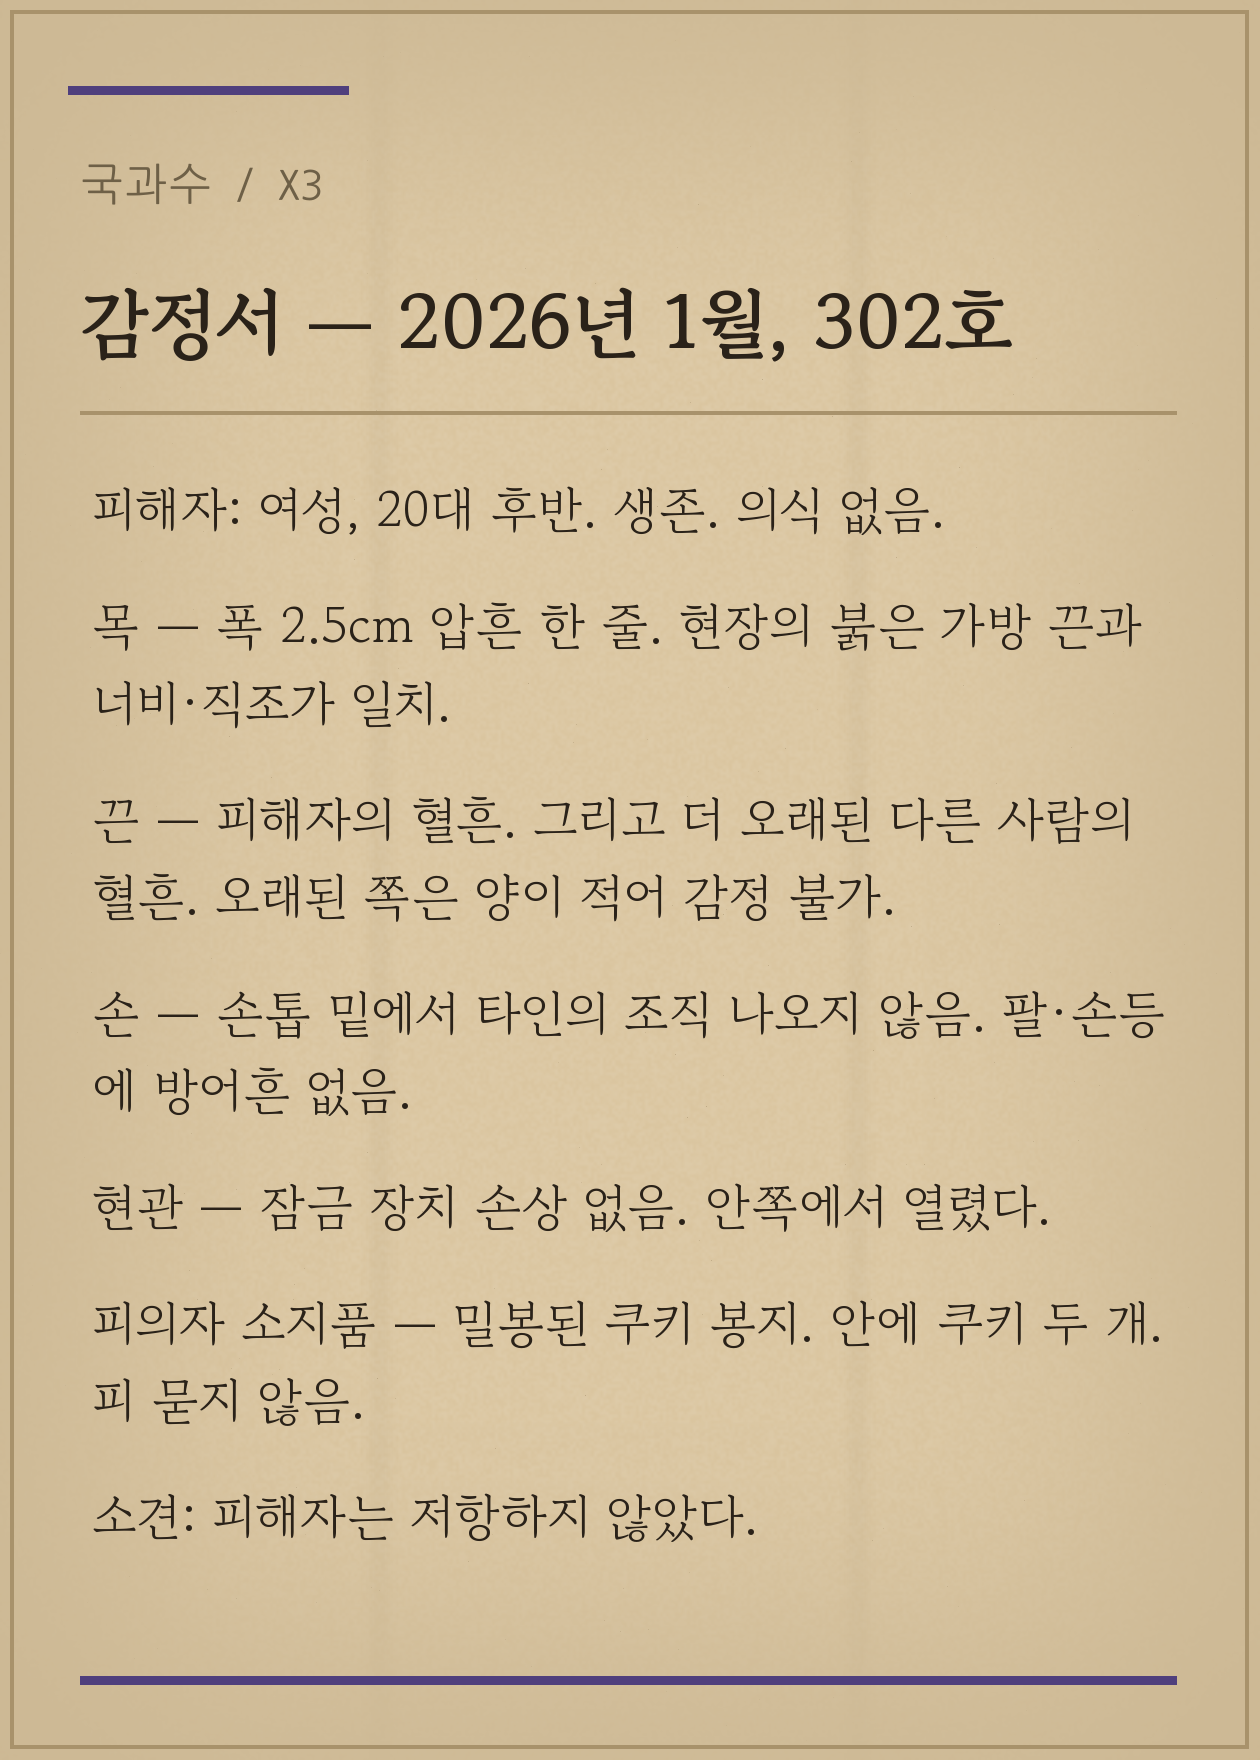 국과수 / X3
감정서 — 2026년 1월, 302호
피해자: 여성, 20대 후반. 생존. 의식 없음.
목 — 폭 2.5cm 압흔 한 줄. 현장의 붉은 가방 끈과
너비·직조가 일치.
끈 — 피해자의 혈흔. 그리고 더 오래된 다른 사람의
혈흔. 오래된 쪽은 양이 적어 감정 불가.
손 — 손톱 밑에서 타인의 조직 나오지 않음. 팔·손등
에 방어흔 없음.
현관 — 잠금 장치 손상 없음. 안쪽에서 열렸다.
피의자 소지품 — 밀봉된 쿠키 봉지. 안에 쿠키 두 개.
피 묻지 않음.
소견: 피해자는 저항하지 않았다.